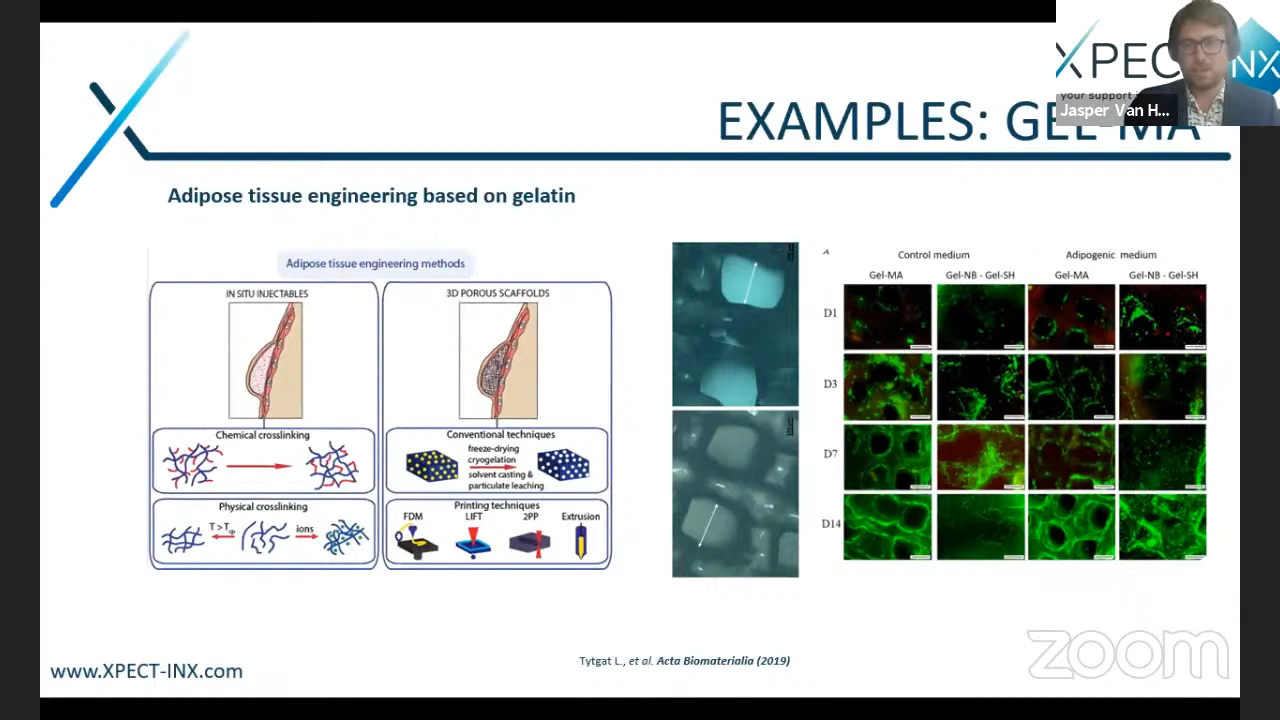 XPEC
INX
your support i
Jasper Van H...
EXAMPLES: GEL-MA
Adipose tissue engineering based on gelatin
Adipose tissue engineering methods
IN SITU INJECTABLES
3D POROUS SCAFFOLDS
Chemical crosslinking
Conventional techniques
freeze-drying
cryogelation
solvent casting &
particulate leaching
Physical crosslinking
T > Tcp
ions
Printing techniques
FDM
LIFT
2PP
Extrusion
A
Control medium
Adipogenic medium
Gel-MA
Gel-NB - Gel-SH
Gel-MA
Gel-NB - Gel-SH
D1
D3
D7
D14
Tytgat L., et al. Acta Biomaterialia (2019)
www.XPECT-INX.com
zoom